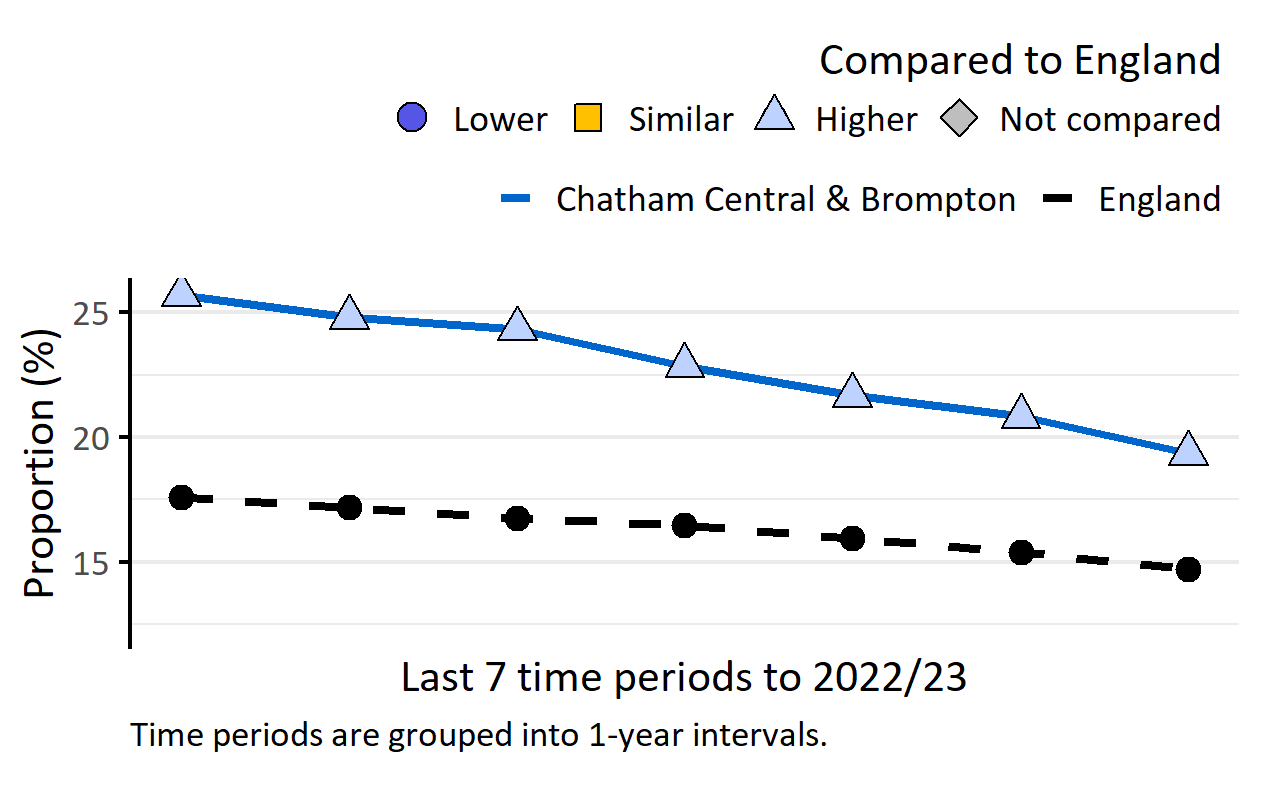 Compared to England
Lower Similar Higher Not compared
Chatham Central & Brompton England
Proportion (%)
25
20
15
Last 7 time periods to 2022/23
Time periods are grouped into 1-year intervals.